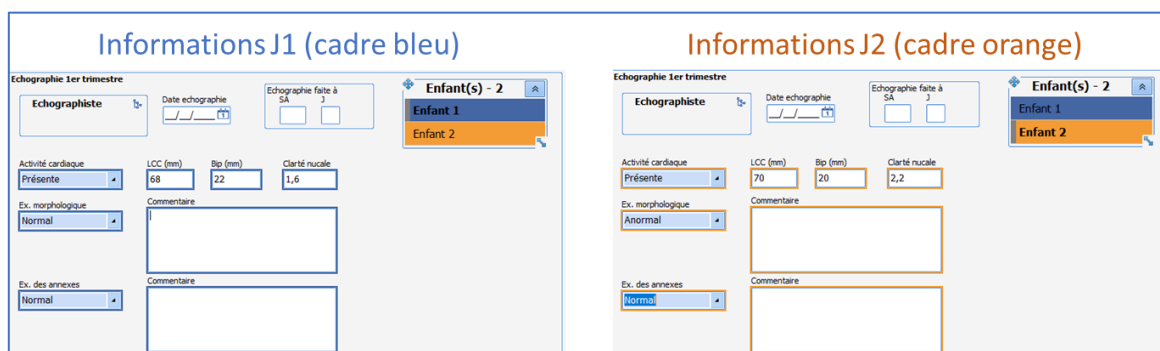 Informations J1 (cadre bleu)
Echographie 1er trimestre
Echographiste
Date echographie
__/__/____
Echographie faite à
SA J
Enfant(s) - 2
Enfant 1
Enfant 2
Activité cardiaque LCC (mm) Bip (mm) Clarté nucale
Présente 68 22 1,6
Ex. morphologique Commentaire
Normal
Ex. des annexes Commentaire
Normal
Informations J2 (cadre orange)
Echographie 1er trimestre
Echographiste
Date echographie
__/__/____
Echographie faite à
SA J
Enfant(s) - 2
Enfant 1
Enfant 2
Activité cardiaque LCC (mm) Bip (mm) Clarté nucale
Présente 70 20 2,2
Ex. morphologique Commentaire
Anormal
Ex. des annexes Commentaire
Normal